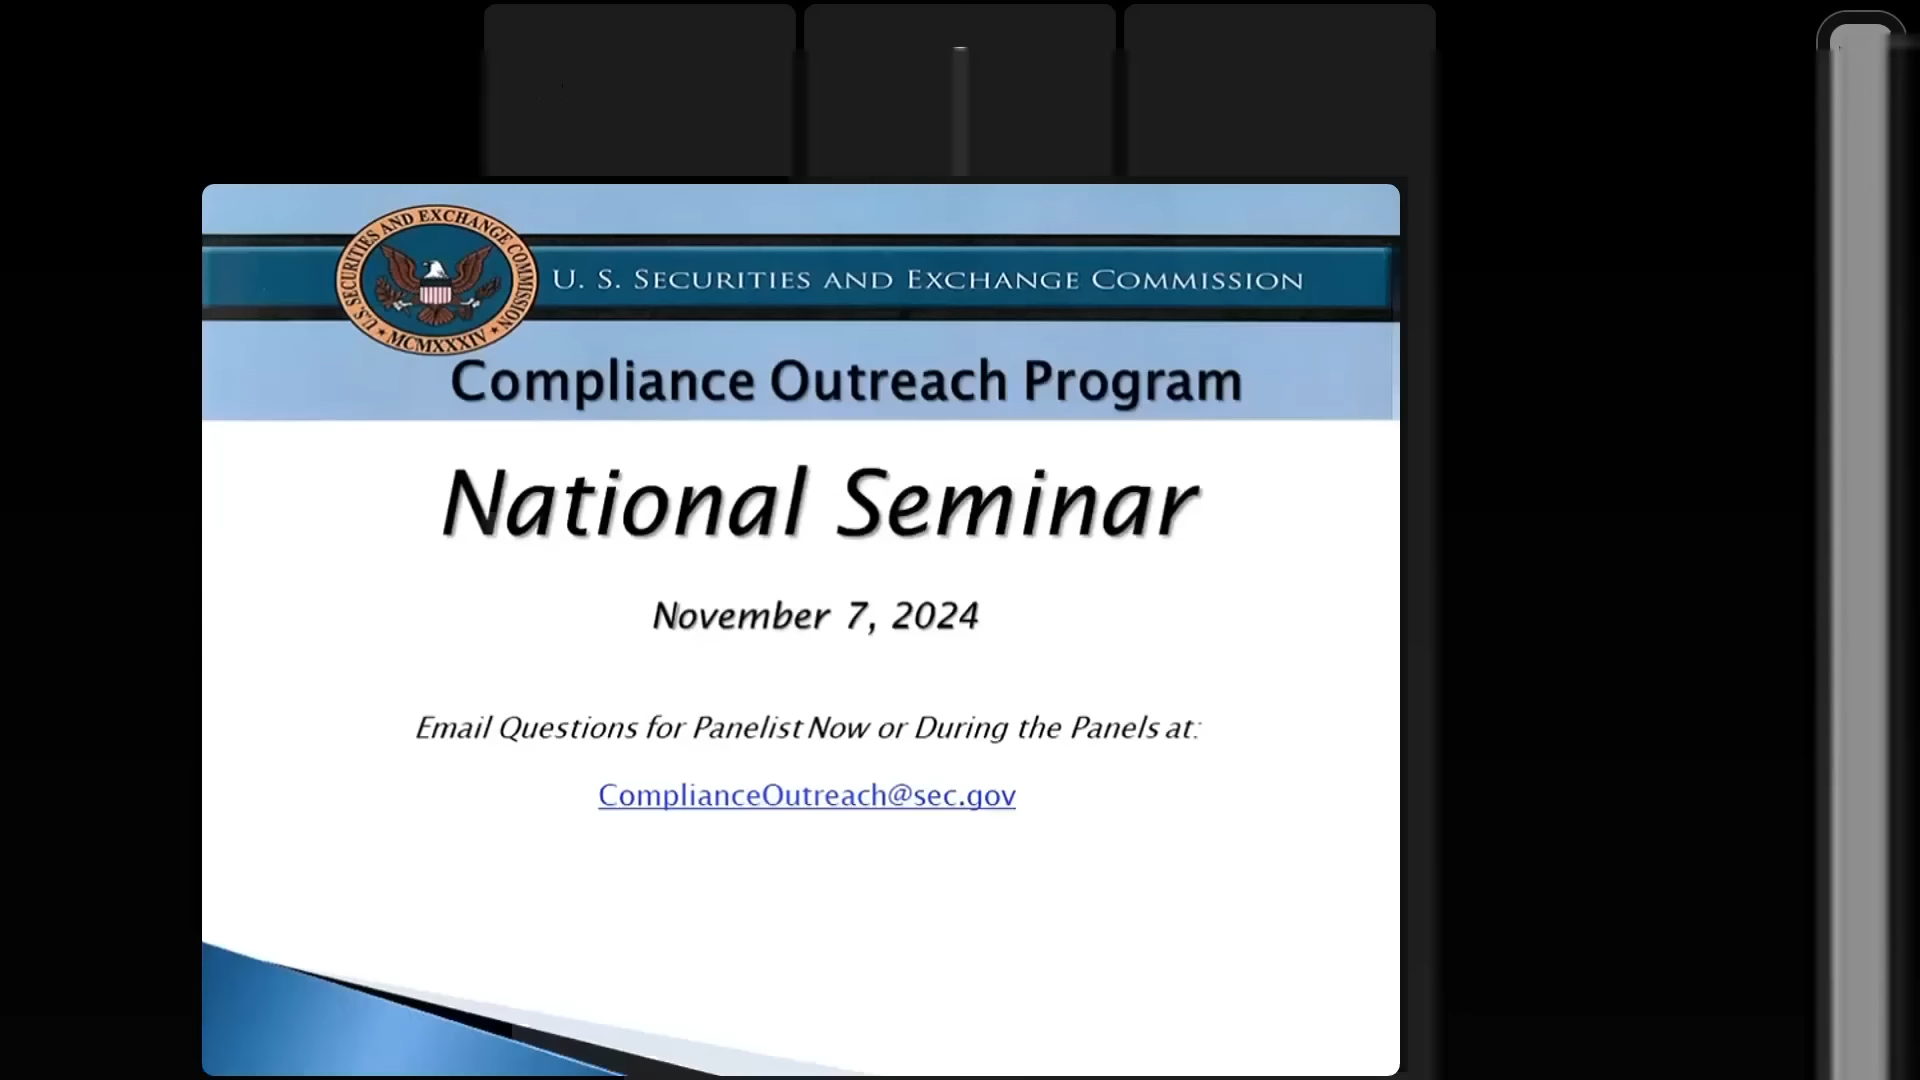 U.S. SECURITIES AND EXCHANGE COMMISSION
MCMXXXIV
U. S. SECURITIES AND EXCHANGE COMMISSION
Compliance Outreach Program
National Seminar
November 7, 2024
Email Questions for Panelist Now or During the Panels at:
ComplianceOutreach@sec.gov